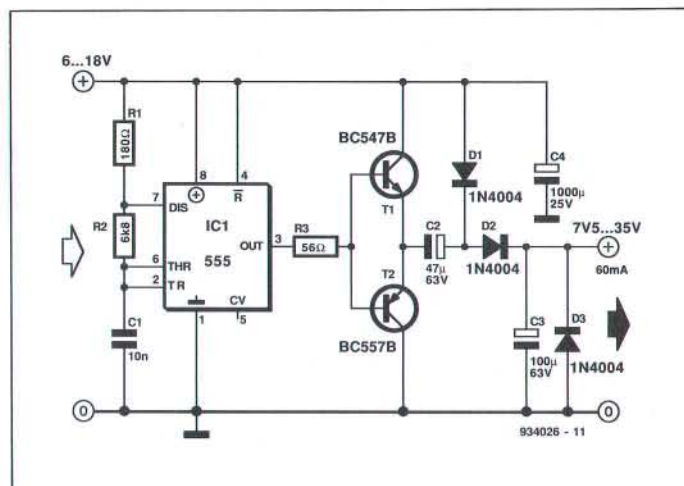 6...18V
R1
180Ω
R2
6k8
C1
10n
7
6
2
8
4
3
1
5
DIS
THR
TR
R̅
IC1
555
OUT
CV
R3
56Ω
BC547B
T1
T2
BC557B
C2
47µ
63V
D1
1N4004
D2
1N4004
C4
1000µ
25V
7V5...35V
60mA
C3
100µ
63V
D3
1N4004
0
0
934026 - 11